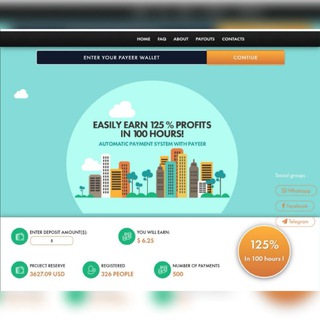 HOME FAQ ABOUT PAYOUTS CONTACTS
ENTER YOUR PAYEER WALLET
CONTIUE
EASILY EARN 125 % PROFITS
IN 100 HOURS!
AUTOMATIC PAYMENT SYSTEM WITH PAYEER
Social groups
Whatsapp
Facebook
Telegram
ENTER DEPOSIT AMOUNT($):
5
YOU WILL EARN:
$ 6.25
PROJECT RESERVE
3627.09 USD
REGISTERED
326 PEOPLE
NUMBER OF PAYMENTS
500
125%
In 100 hours !